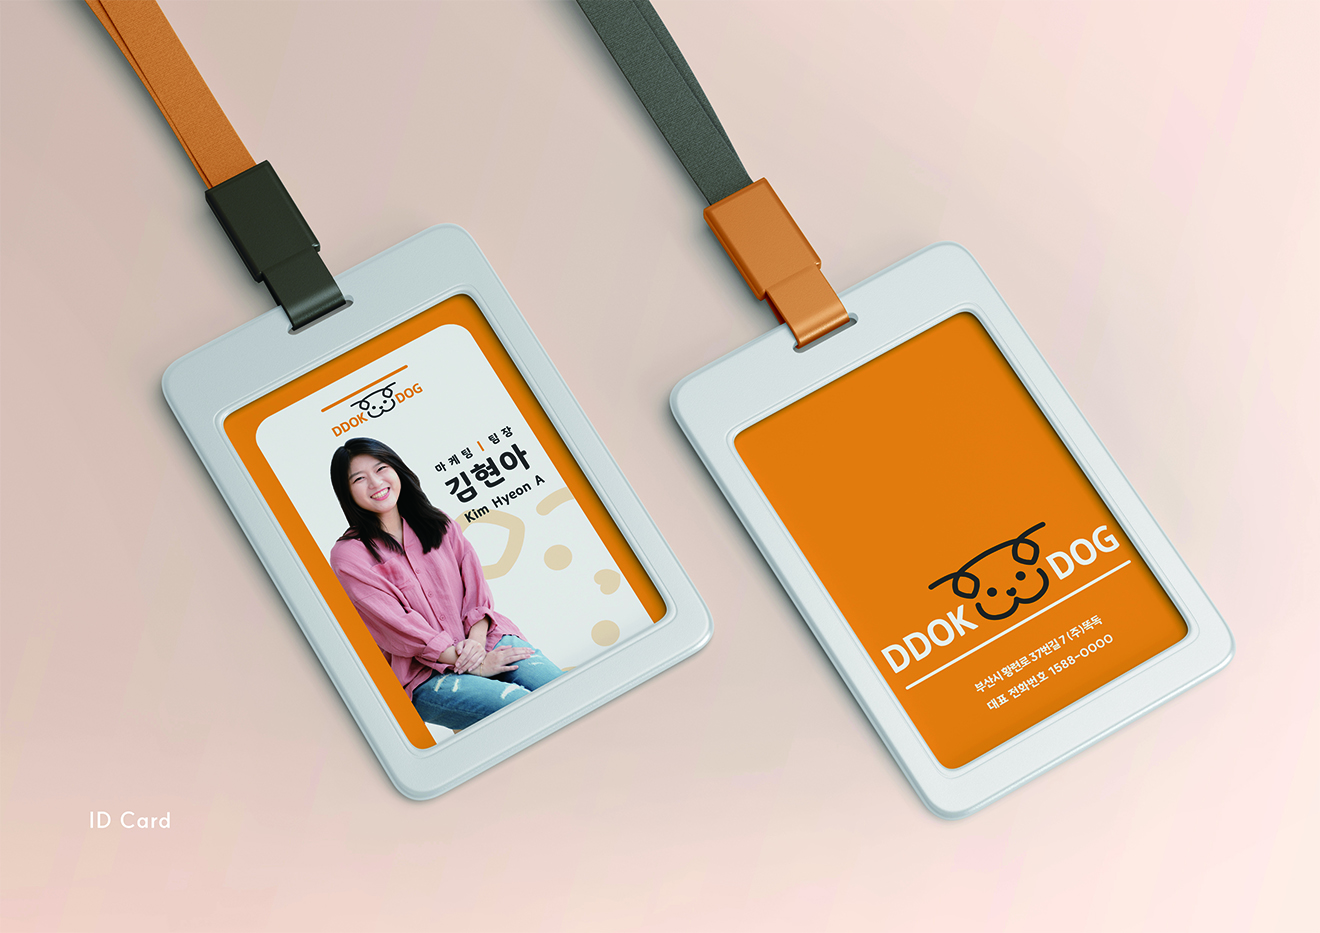 DDOK DOG
마케팅 | 팀장
김현아
Kim Hyeon A
DDOK DOG
부산시 황련로 37번길 7 (주)똑독
대표 전화번호 1588-0000
ID Card